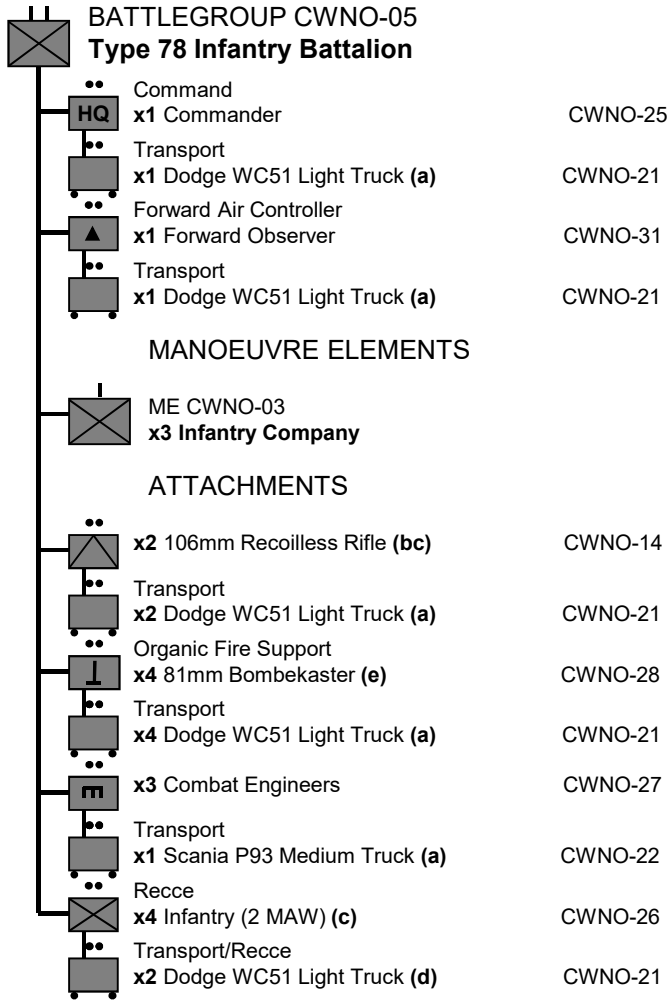 BATTLEGROUP CWNO-05
Type 78 Infantry Battalion
Command
HQ x1 Commander CWNO-25
Transport
x1 Dodge WC51 Light Truck (a) CWNO-21
Forward Air Controller
x1 Forward Observer CWNO-31
Transport
x1 Dodge WC51 Light Truck (a) CWNO-21
MANOEUVRE ELEMENTS
ME CWNO-03
x3 Infantry Company
ATTACHMENTS
x2 106mm Recoilless Rifle (bc) CWNO-14
Transport
x2 Dodge WC51 Light Truck (a) CWNO-21
Organic Fire Support
x4 81mm Bombekaster (e) CWNO-28
Transport
x4 Dodge WC51 Light Truck (a) CWNO-21
x3 Combat Engineers CWNO-27
Transport
x1 Scania P93 Medium Truck (a) CWNO-22
Recce
x4 Infantry (2 MAW) (c) CWNO-26
Transport/Recce
x2 Dodge WC51 Light Truck (d) CWNO-21